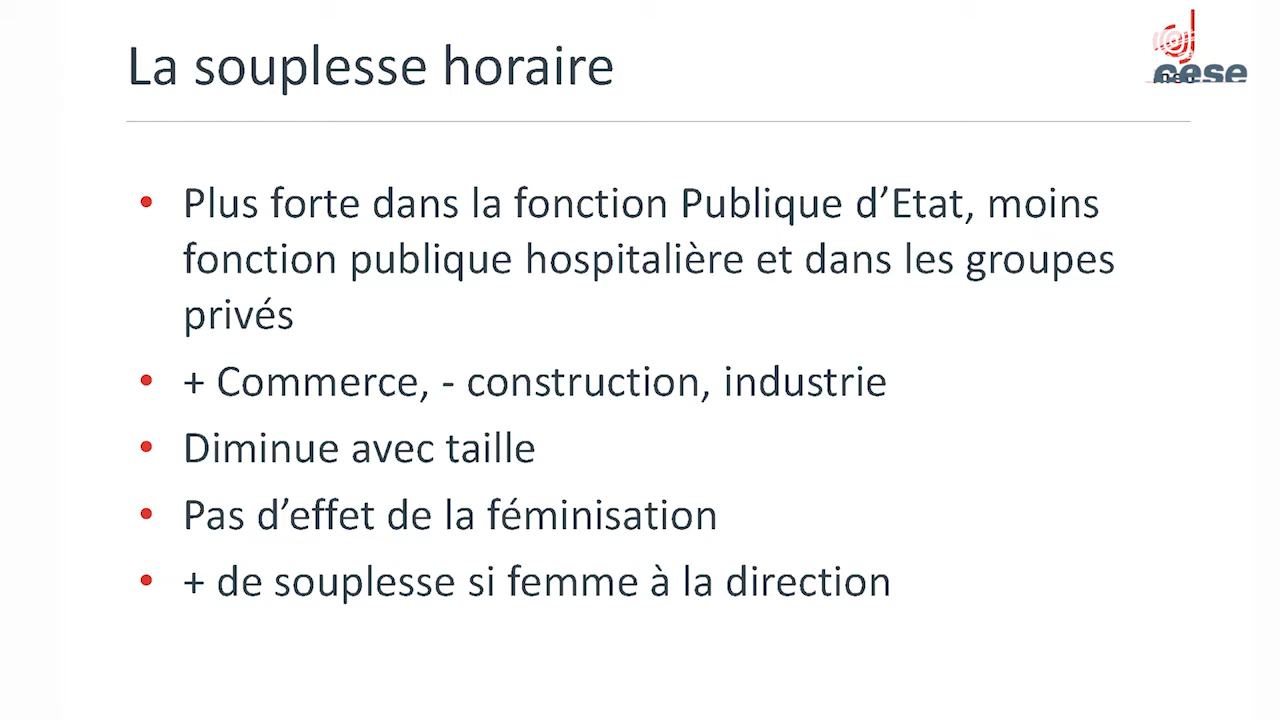 La souplesse horaire
cese
• Plus forte dans la fonction Publique d’Etat, moins
fonction publique hospitalière et dans les groupes
privés
• + Commerce, - construction, industrie
• Diminue avec taille
• Pas d’effet de la féminisation
• + de souplesse si femme à la direction